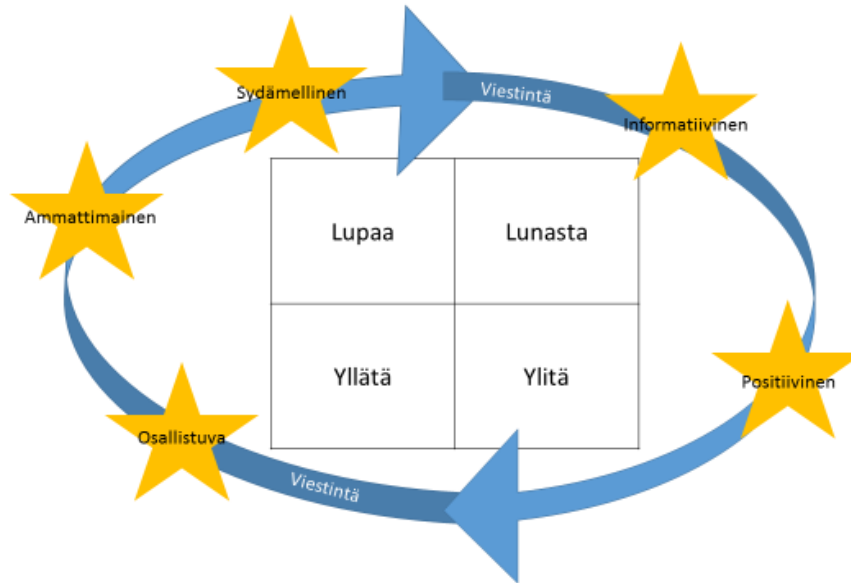 Viestintä
Sydämellinen
Informatiivinen
Ammattimainen
Lupaa
Lunasta
Yllätä
Ylitä
Positiivinen
Osallistuva
Viestintä